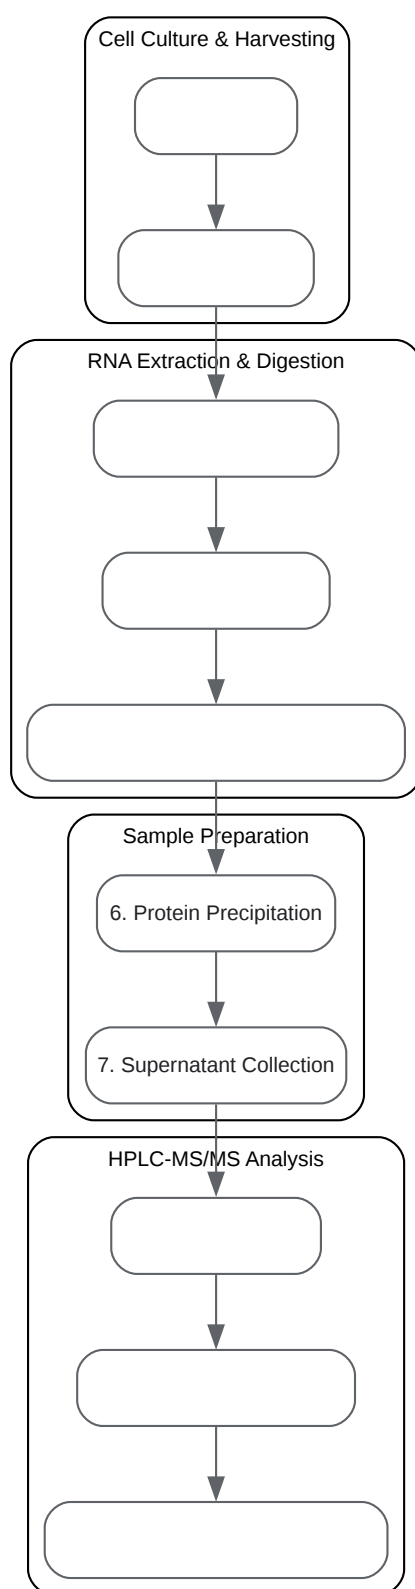 Cell Culture & Harvesting
RNA Extraction & Digestion
Sample Preparation
6. Protein Precipitation
7. Supernatant Collection
HPLC-MS/MS Analysis